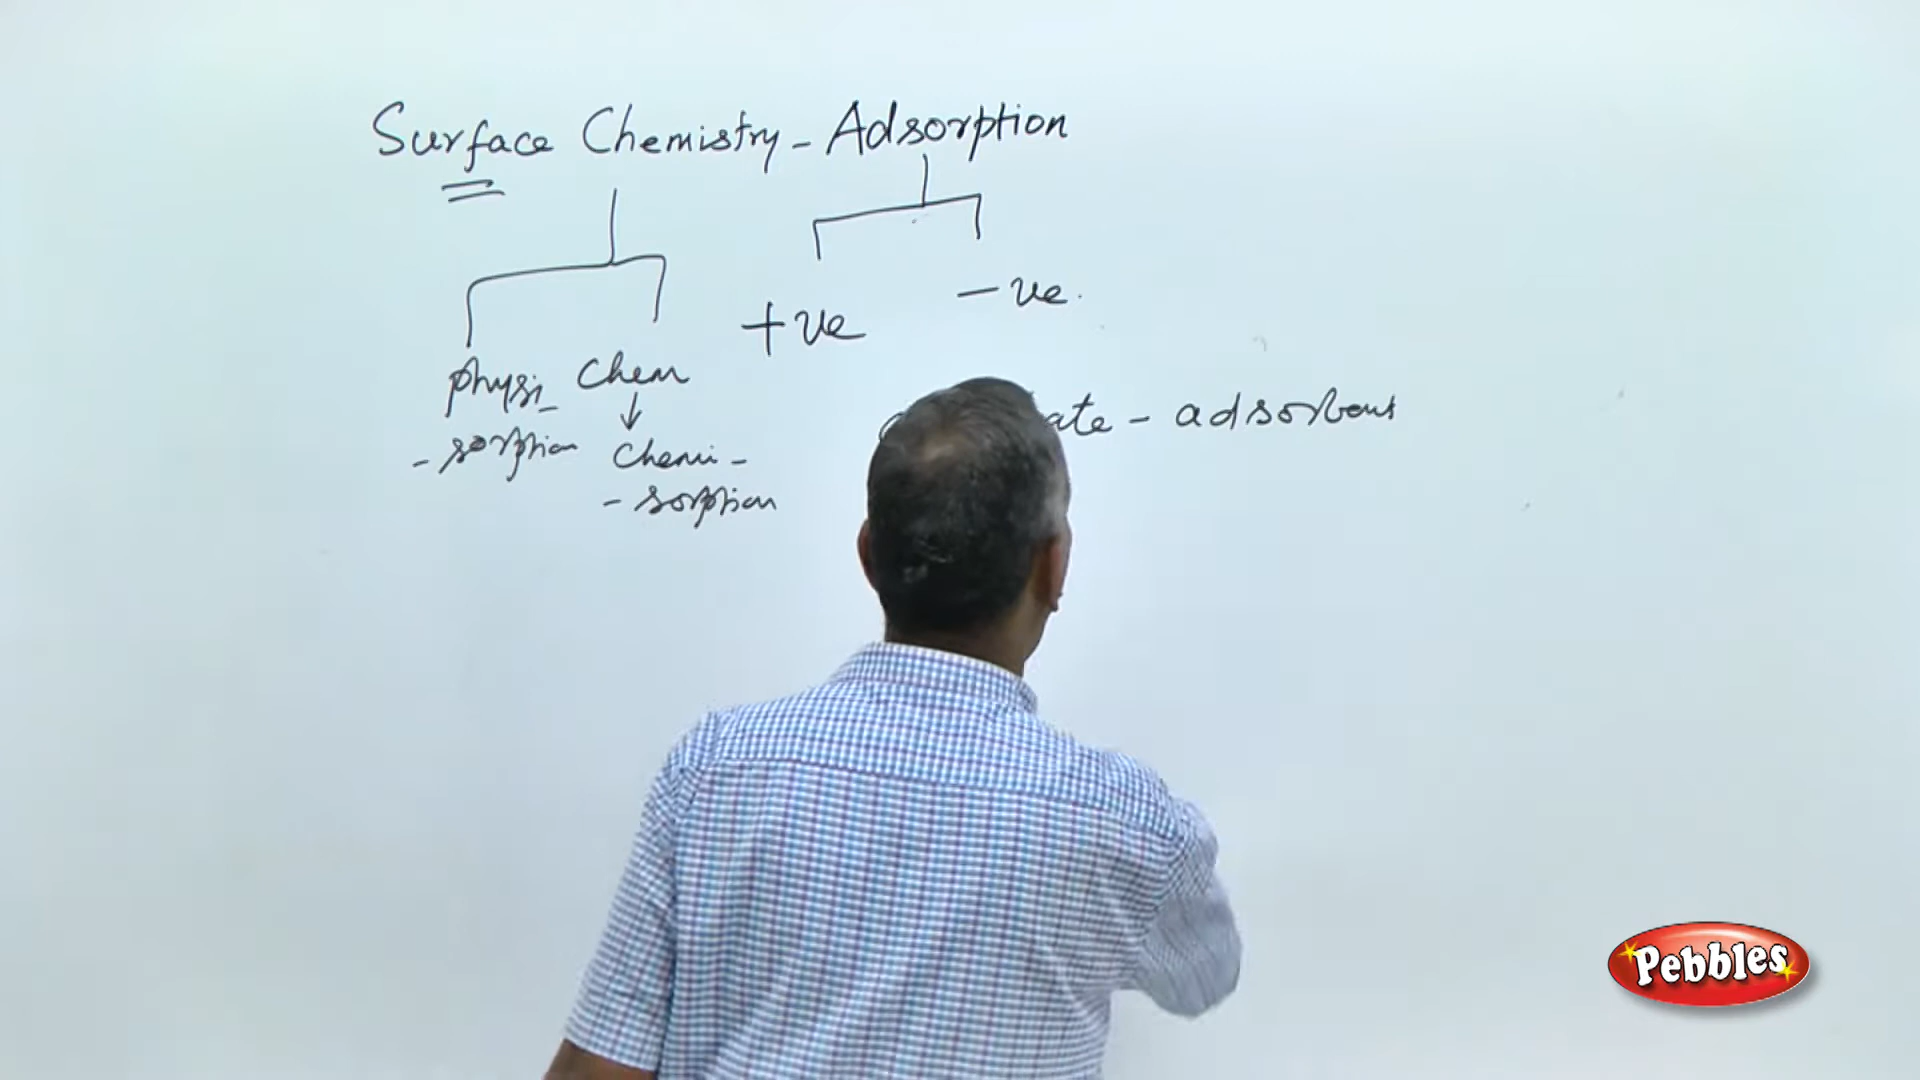 Surface Chemistry - Adsorption
+ve
- ve.
physi - Chem
- sorption
Chemi -
- sorption
ate - adsorbent
Pebbles